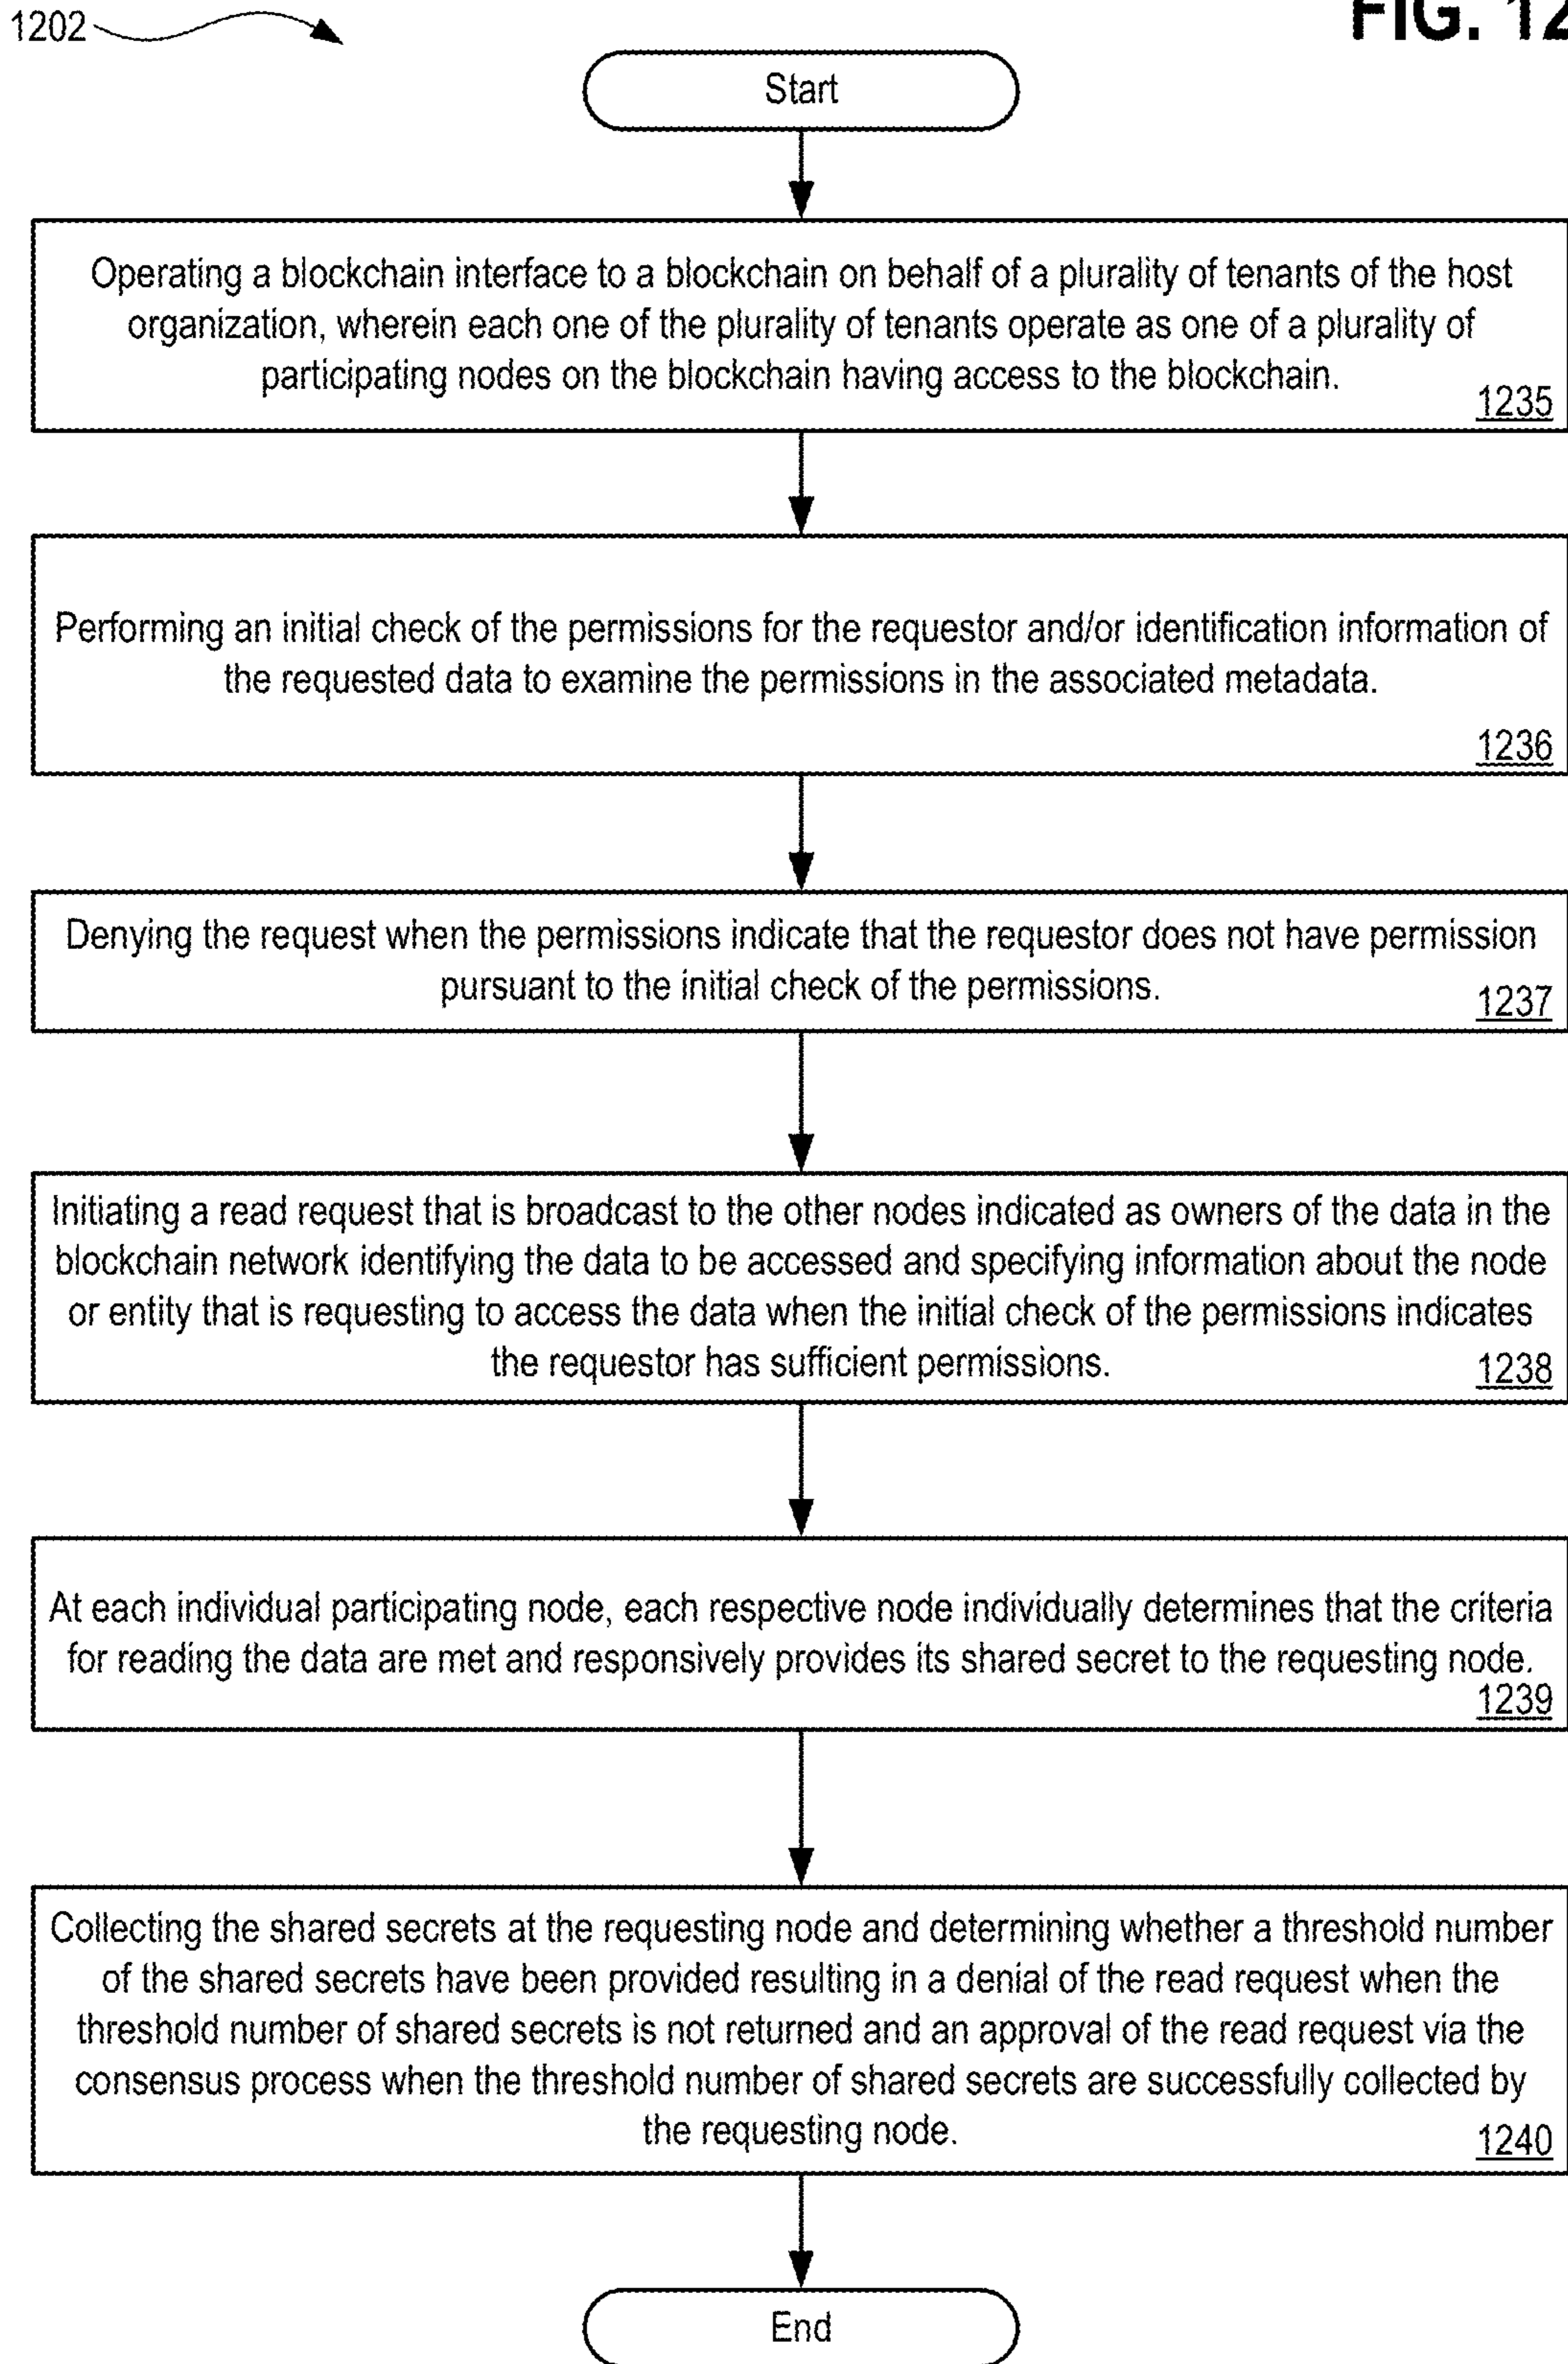 1202
FIG. 12
Start
Operating a blockchain interface to a blockchain on behalf of a plurality of tenants of the host
organization, wherein each one of the plurality of tenants operate as one of a plurality of
participating nodes on the blockchain having access to the blockchain.
1235
Performing an initial check of the permissions for the requestor and/or identification information of
the requested data to examine the permissions in the associated metadata.
1236
Denying the request when the permissions indicate that the requestor does not have permission
pursuant to the initial check of the permissions.
1237
Initiating a read request that is broadcast to the other nodes indicated as owners of the data in the
blockchain network identifying the data to be accessed and specifying information about the node
or entity that is requesting to access the data when the initial check of the permissions indicates
the requestor has sufficient permissions.
1238
At each individual participating node, each respective node individually determines that the criteria
for reading the data are met and responsively provides its shared secret to the requesting node.
1239
Collecting the shared secrets at the requesting node and determining whether a threshold number
of the shared secrets have been provided resulting in a denial of the read request when the
threshold number of shared secrets is not returned and an approval of the read request via the
consensus process when the threshold number of shared secrets are successfully collected by
the requesting node.
1240
End